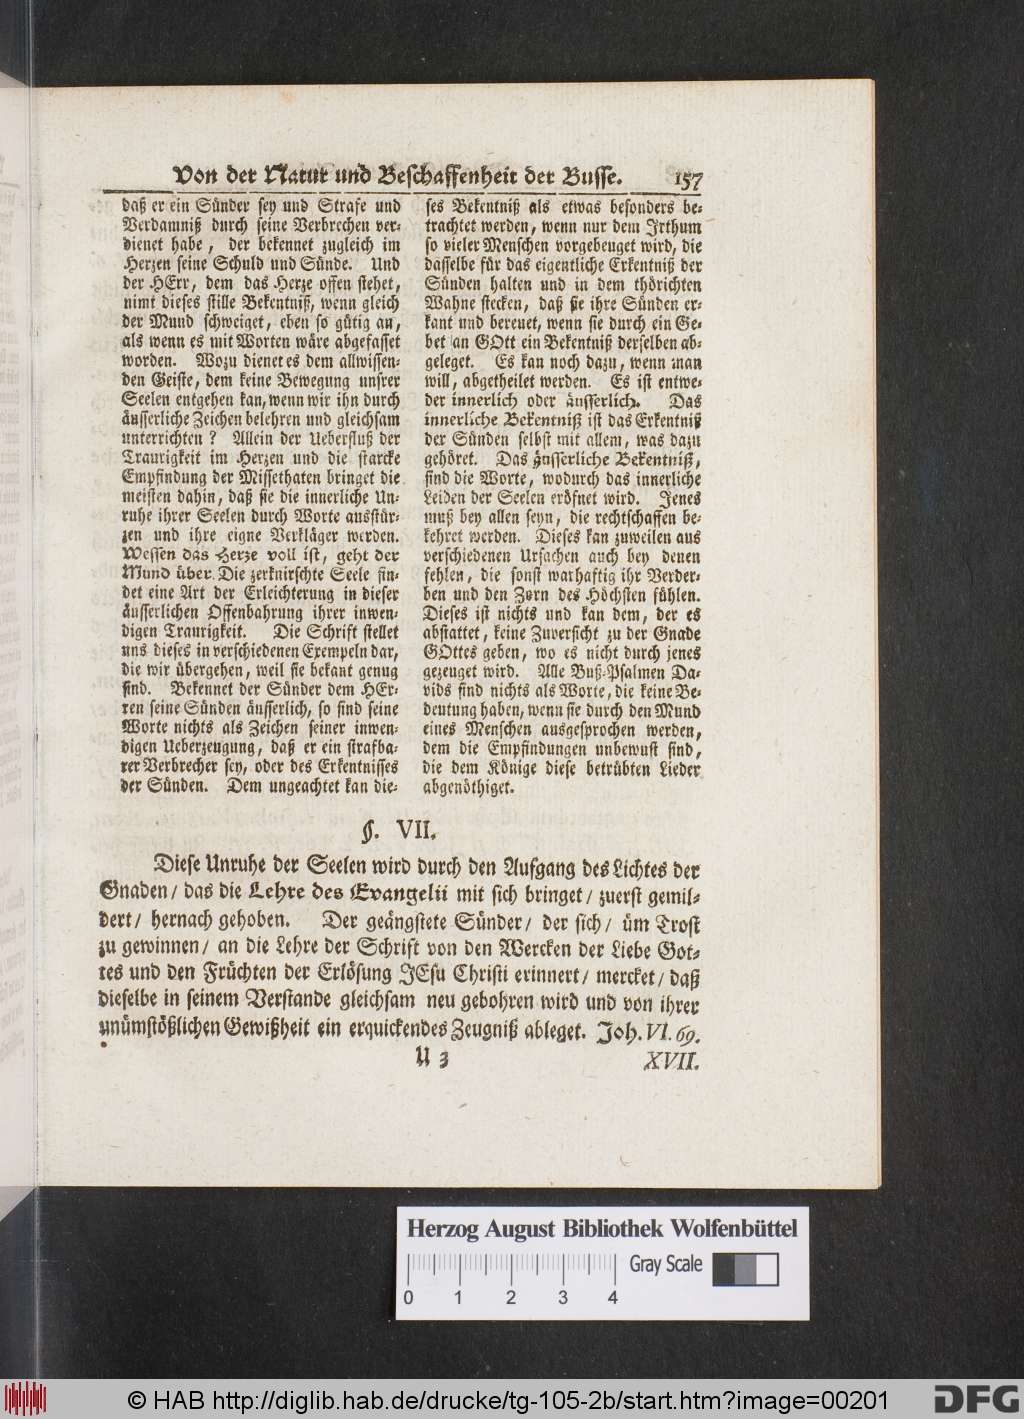 Von der Natur und Beschaffenheit der Busse. 157
daß er ein Sünder sey und Strafe und
Verdamniß durch seine Verbrechen ver-
dienet habe, der bekennet zugleich im
Herzen seine Schuld und Sünde. Und
der HErr, dem das Herze offen stehet,
nimt dieses stille Bekentniß, wenn gleich
der Mund schweiget, eben so gütig an,
als wenn es mit Worten wäre abgefasset
worden. Wozu dienet es dem allwissen-
den Geiste, dem keine Bewegung unsrer
Seelen entgehen kan, wenn wir ihn durch
äusserliche Zeichen belehren und gleichsam
unterrichten? Allein der Ueberfluß der
Traurigkeit im Herzen und die starcke
Empfindung der Missethaten bringet die
meisten dahin, daß sie die innerliche Un-
ruhe ihrer Seelen durch Worte ausstür-
zen und ihre eigne Verkläger werden.
Wessen das Herze voll ist, geht der
Mund über. Die zerknirschte Seele fin-
det eine Art der Erleichterung in dieser
äusserlichen Offenbahrung ihrer inwen-
digen Traurigkeit. Die Schrift stellet
uns dieses in verschiedenen Exempeln dar,
die wir übergehen, weil sie bekant genug
sind. Bekennet der Sünder dem HEr-
ren seine Sünden äusserlich, so sind seine
Worte nichts als Zeichen seiner inwen-
digen Ueberzeugung, daß er ein strafba-
rer Verbrecher sey, oder des Erkentnisses
der Sünden. Dem ungeachtet kan die-
ses Bekentniß als etwas besonders be-
trachtet werden, wenn nur dem Irthum
so vieler Menschen vorgebeuget wird, die
dasselbe für das eigentliche Erkentniß der
Sünden halten und in dem thörichten
Wahne stecken, daß sie ihre Sünden er-
kant und bereuet, wenn sie durch ein Ge-
bet an GOtt ein Bekentniß derselben ab-
geleget. Es kan noch dazu, wenn man
will, abgetheilet werden. Es ist entwe-
der innerlich oder äusserlich. Das
innerliche Bekentniß ist das Erkentniß
der Sünden selbst mit allem, was dazu
gehöret. Das äusserliche Bekentniß,
sind die Worte, wodurch das innerliche
Leiden der Seelen eröfnet wird. Jenes
muß bey allen seyn, die rechtschaffen be-
kehret werden. Dieses kan zuweilen aus
verschiedenen Ursachen auch bey denen
fehlen, die sonst warhaftig ihr Verder-
ben und den Zorn des Höchsten fühlen.
Dieses ist nichts und kan dem, der es
abstattet, keine Zuversicht zu der Gnade
GOttes geben, wo es nicht durch jenes
gezeuget wird. Alle Buß-Psalmen Da-
vids sind nichts als Worte, die keine Be-
deutung haben, wenn sie durch den Mund
eines Menschen ausgesprochen werden,
dem die Empfindungen unbewust sind,
die dem Könige diese betrübten Lieder
abgenöthiget.
§. VII.
Diese Unruhe der Seelen wird durch den Aufgang des Lichtes der
Gnaden/ das die Lehre des Evangelii mit sich bringet/ zuerst gemil-
dert/ hernach gehoben. Der geängstete Sünder/ der sich/ üm Trost
zu gewinnen/ an die Lehre der Schrift von den Wercken der Liebe Got-
tes und den Früchten der Erlösung JEsu Christi erinnert/ mercket/ daß
dieselbe in seinem Verstande gleichsam neu gebohren wird und von ihrer
unümstößlichen Gewißheit ein erquickendes Zeugniß ableget. Joh. VI. 69.
U 3 XVII.
Herzog August Bibliothek Wolfenbüttel
Gray Scale
0 1 2 3 4
© HAB http://diglib.hab.de/drucke/tg-105-2b/start.htm?image=00201
DFG